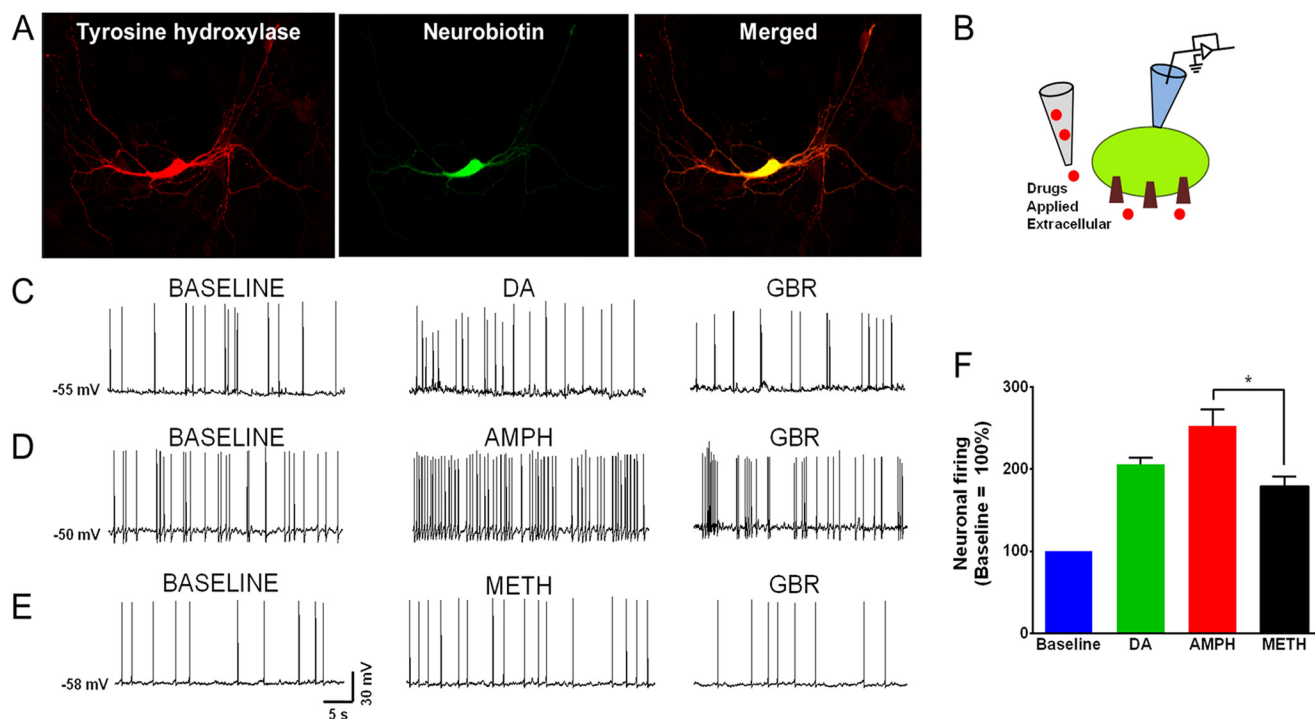 A
Tyrosine hydroxylase
Neurobiotin
Merged
B
Drugs
Applied
Extracellular
C
BASELINE
DA
GBR
-55 mV
D
BASELINE
AMPH
GBR
-50 mV
E
BASELINE
METH
GBR
-58 mV
5 s
30 mV
F
Neuronal firing
(Baseline = 100%)
300
200
100
0
*
Baseline
DA
AMPH
METH